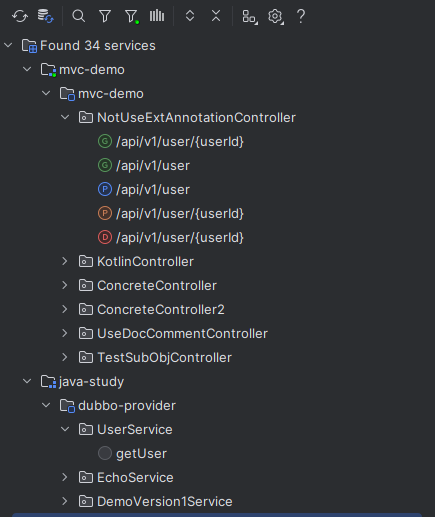 Found 34 services
mvc-demo
mvc-demo
NotUseExtAnnotationController
G /api/v1/user/{userId}
G /api/v1/user
P /api/v1/user
P /api/v1/user/{userId}
D /api/v1/user/{userId}
KotlinController
ConcreteController
ConcreteController2
UseDocCommentController
TestSubObjController
java-study
dubbo-provider
UserService
getUser
EchoService
DemoVersion1Service